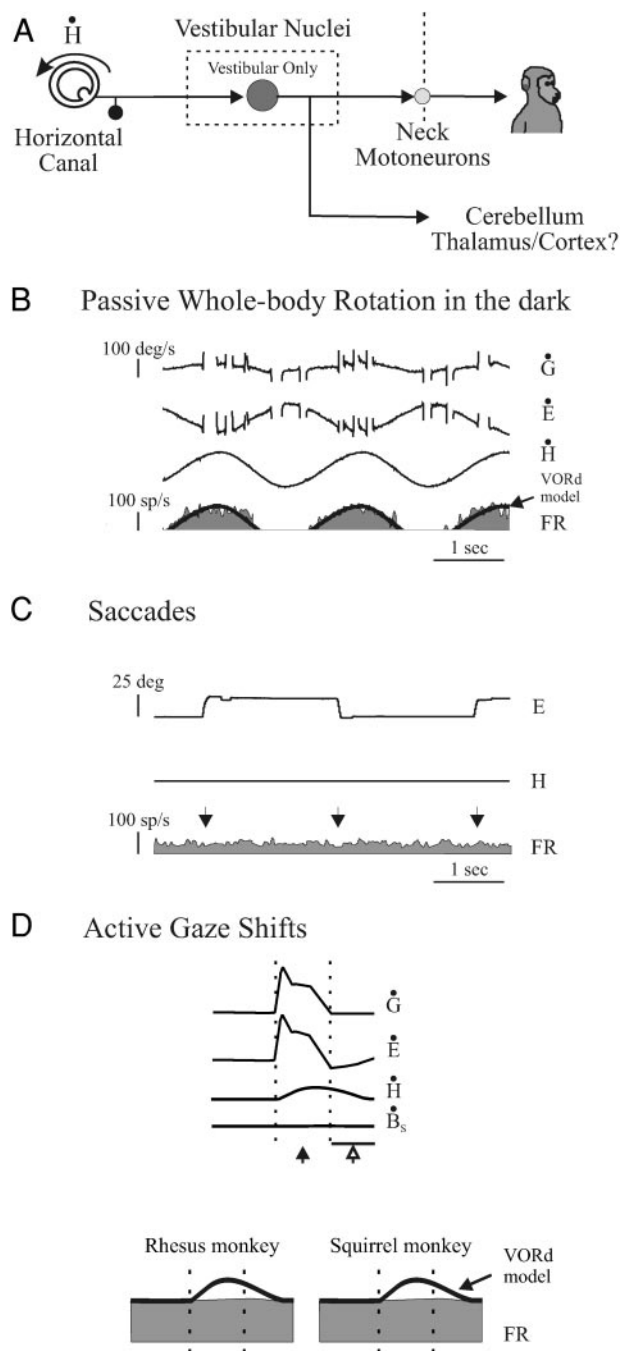 A
Ḣ
Vestibular Nuclei
Vestibular Only
Horizontal
Canal
Neck
Motoneurons
Cerebellum
Thalamus/Cortex?
B Passive Whole-body Rotation in the dark
100 deg/s
Ġ
Ė
Ḣ
VORd
model
100 sp/s
FR
1 sec
C Saccades
25 deg
E
H
100 sp/s
FR
1 sec
D Active Gaze Shifts
Ġ
Ė
Ḣ
Ḃs
Rhesus monkey Squirrel monkey
VORd
model
FR